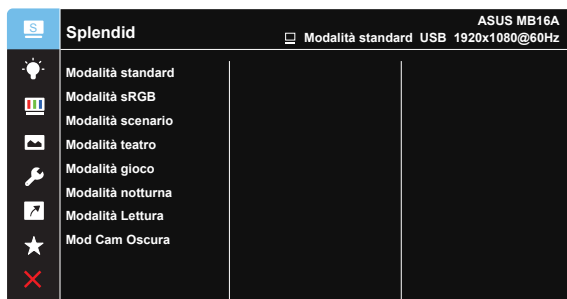 S
Splendid
ASUS MB16A
Modalità standard USB 1920x1080@60Hz
Modalità standard
Modalità sRGB
Modalità scenario
Modalità teatro
Modalità gioco
Modalità notturna
Modalità Lettura
Mod Cam Oscura